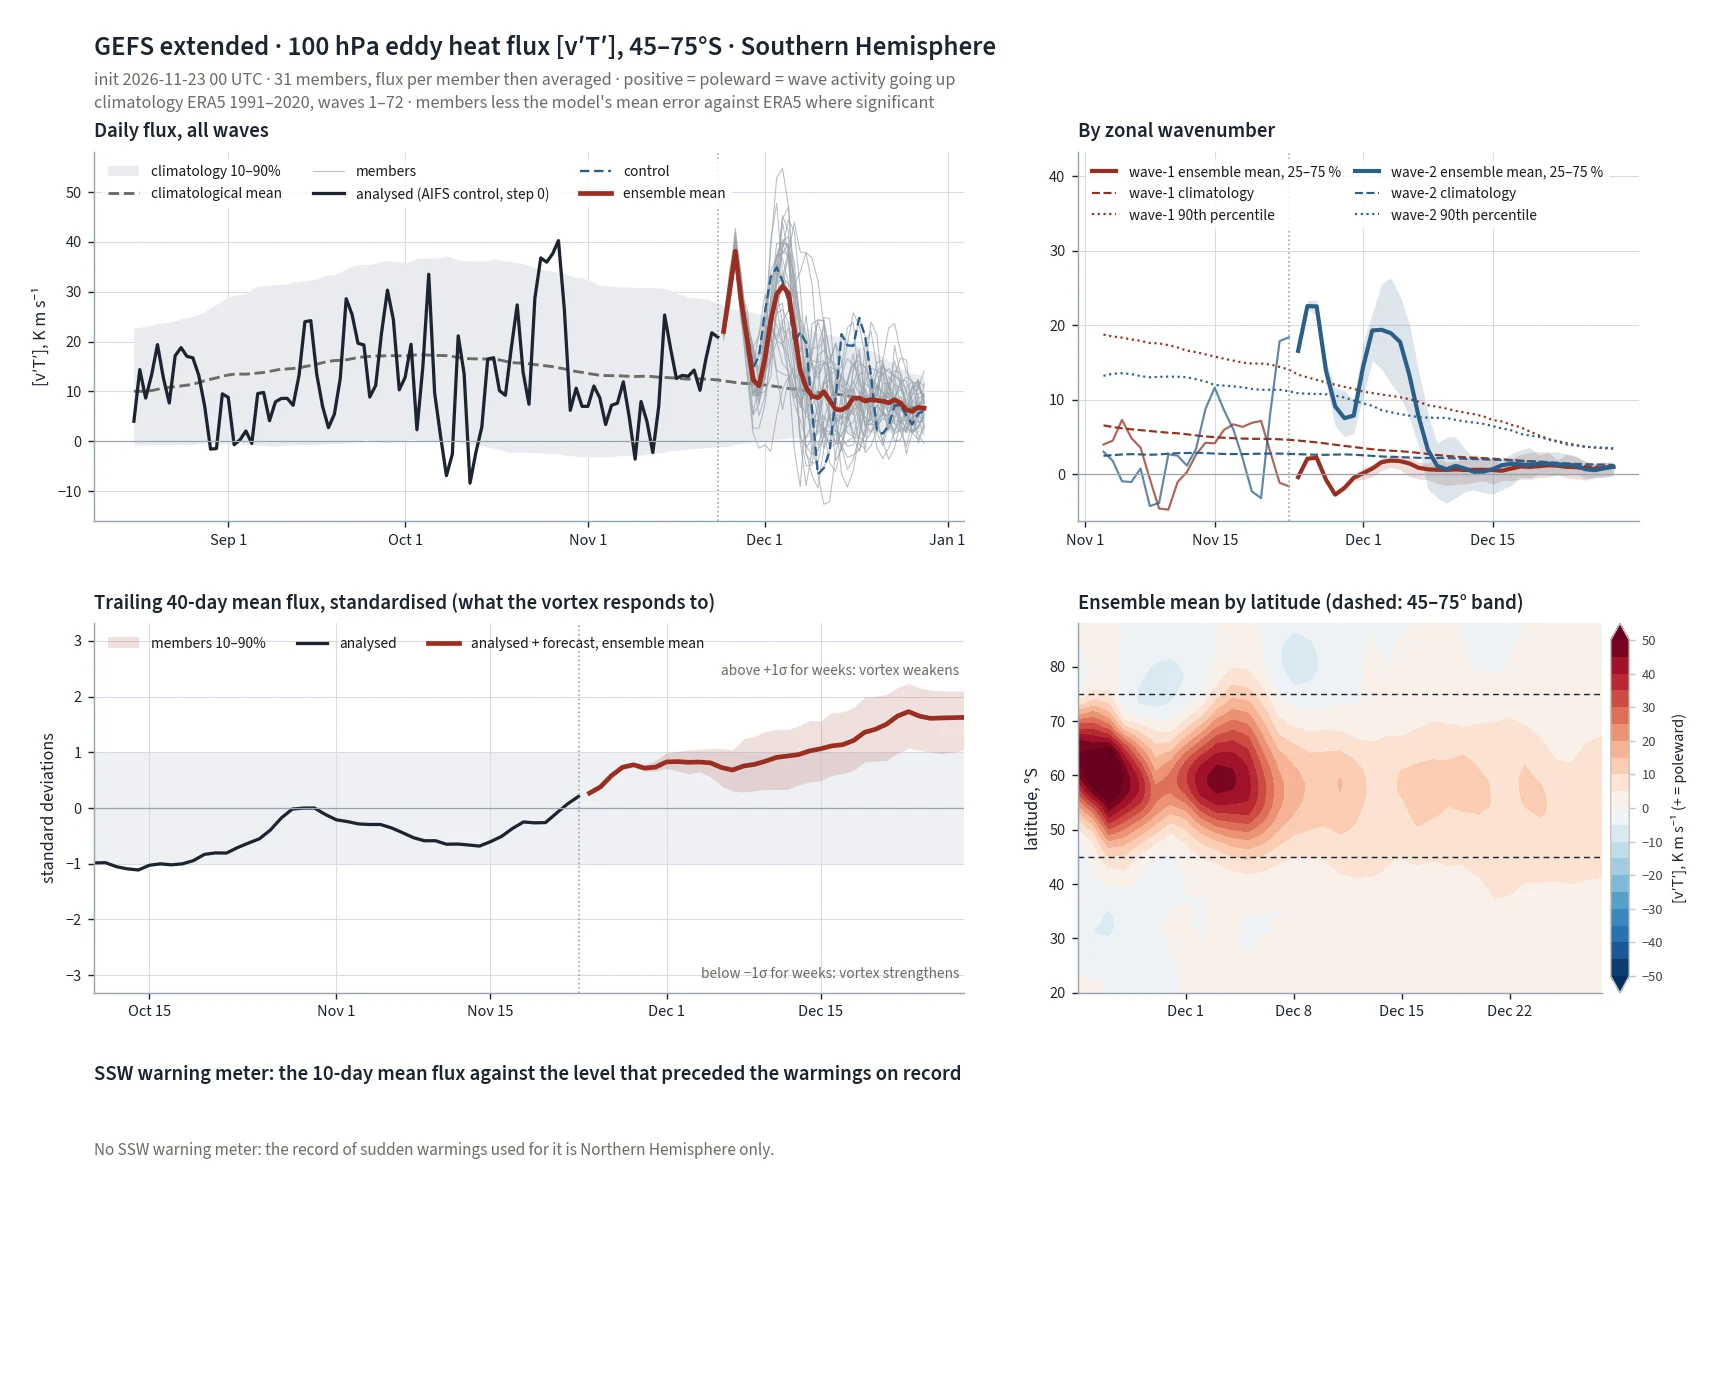 GEFS extended · 100 hPa eddy heat flux [v′T′], 45–75°S · Southern Hemisphere
init 2026-11-23 00 UTC · 31 members, flux per member then averaged · positive = poleward = wave activity going up
climatology ERA5 1991–2020, waves 1–72 · members less the model's mean error against ERA5 where significant
Daily flux, all waves
climatology 10–90%
members
control
climatological mean
analysed (AIFS control, step 0)
ensemble mean
50
40
30
20
10
0
−10
[v′T′], K m s⁻¹
Sep 1
Oct 1
Nov 1
Dec 1
Jan 1
By zonal wavenumber
wave-1 ensemble mean, 25–75 %
wave-2 ensemble mean, 25–75 %
wave-1 climatology
wave-2 climatology
wave-1 90th percentile
wave-2 90th percentile
40
30
20
10
0
Nov 1
Nov 15
Dec 1
Dec 15
Trailing 40-day mean flux, standardised (what the vortex responds to)
members 10–90%
analysed
analysed + forecast, ensemble mean
above +1σ for weeks: vortex weakens
below −1σ for weeks: vortex strengthens
3
2
1
0
−1
−2
−3
standard deviations
Oct 15
Nov 1
Nov 15
Dec 1
Dec 15
Ensemble mean by latitude (dashed: 45–75° band)
80
70
60
50
40
30
20
latitude, °S
Dec 1
Dec 8
Dec 15
Dec 22
50
40
30
20
10
0
−10
−20
−30
−40
−50
[v′T′], K m s⁻¹ (+ = poleward)
SSW warning meter: the 10-day mean flux against the level that preceded the warmings on record
No SSW warning meter: the record of sudden warmings used for it is Northern Hemisphere only.